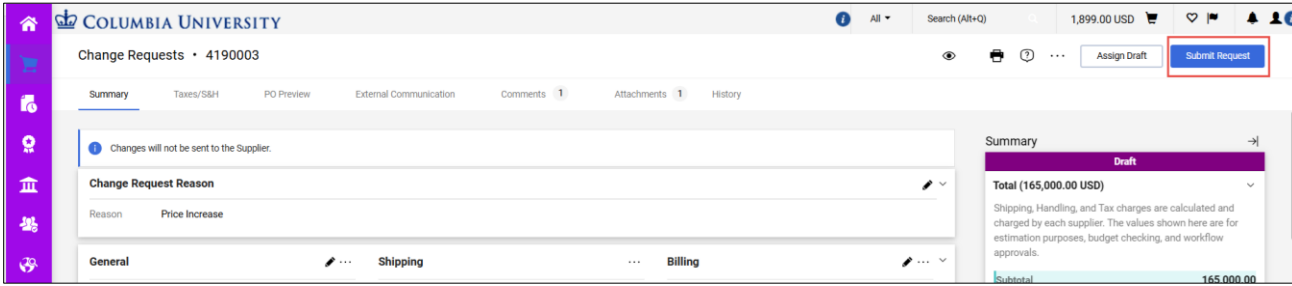 COLUMBIA UNIVERSITY
All
Search (Alt+Q)
1,899.00 USD
Change Requests • 4190003
Assign Draft
Submit Request
Summary
Taxes/S&H
PO Preview
External Communication
Comments 1
Attachments 1
History
Changes will not be sent to the Supplier.
Change Request Reason
Reason Price Increase
General
Shipping
Billing
Summary
Draft
Total (165,000.00 USD)
Shipping, Handling, and Tax charges are calculated and
charged by each supplier. The values shown here are for
estimation purposes, budget checking, and workflow
approvals.
Subtotal 165,000.00